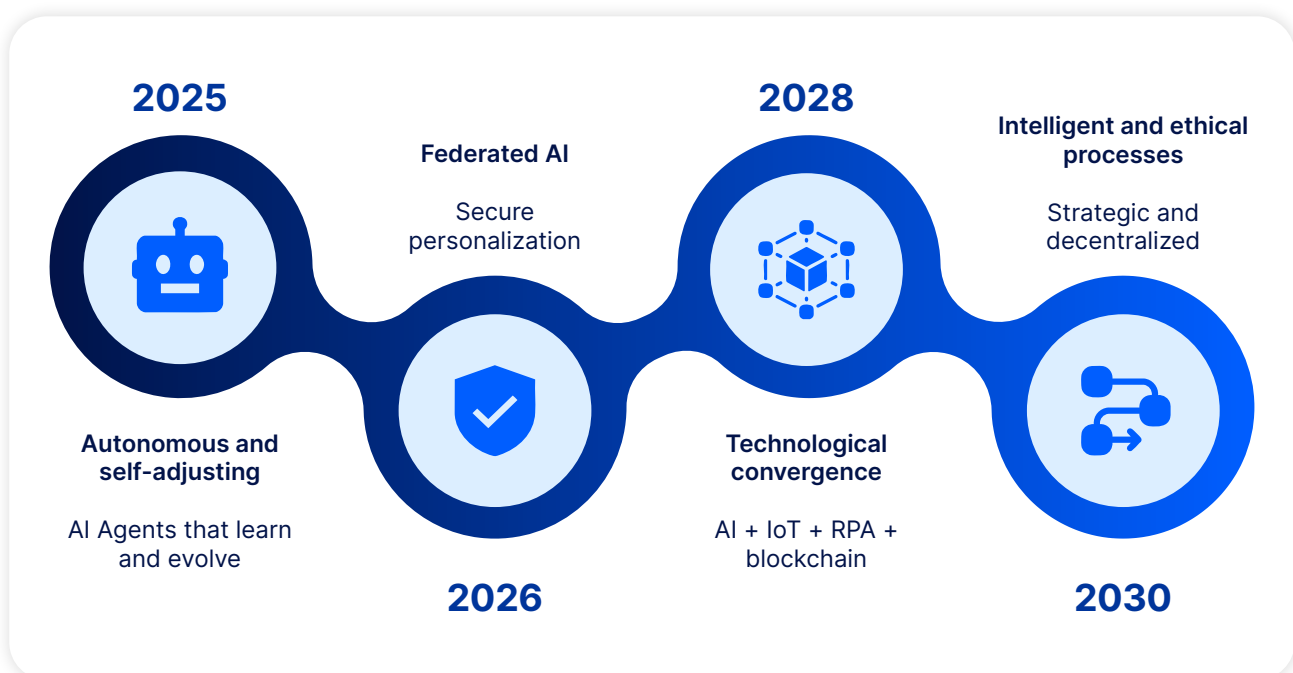 2025
Autonomous and
self-adjusting
AI Agents that learn
and evolve
Federated AI
Secure
personalization
2026
2028
Technological
convergence
AI + IoT + RPA +
blockchain
Intelligent and ethical
processes
Strategic and
decentralized
2030